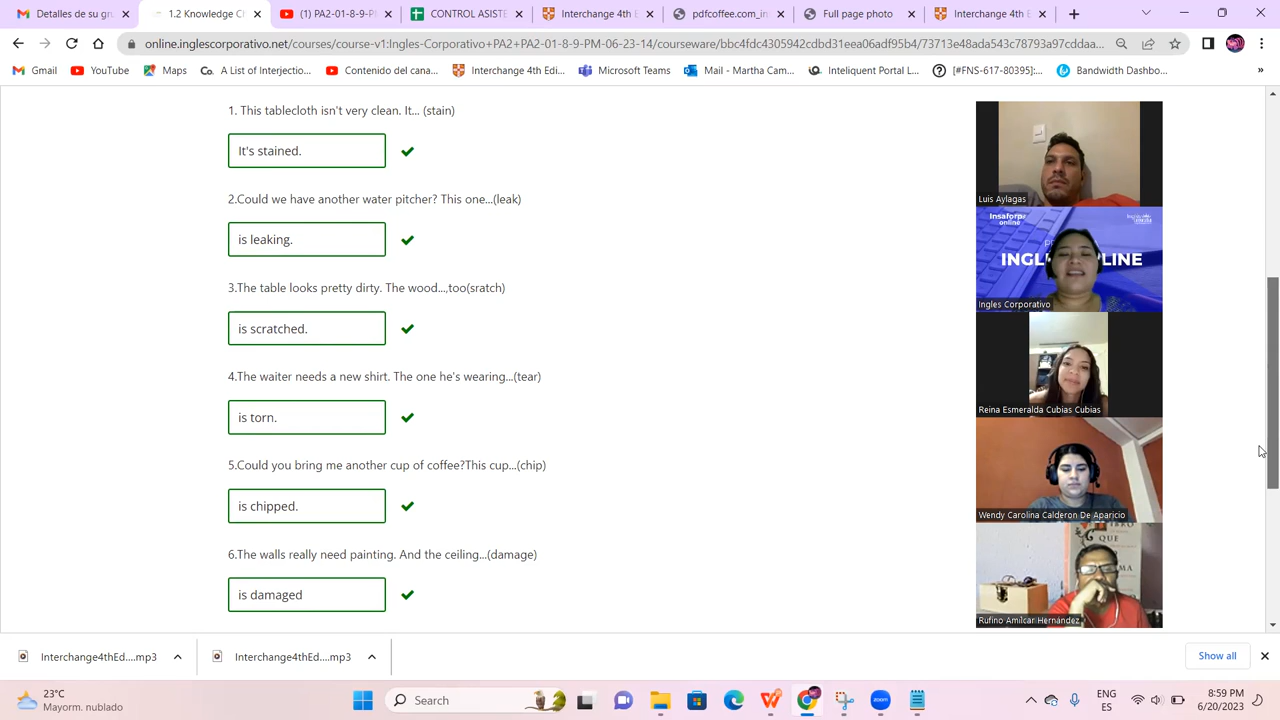 Detalles de su gru
1.2 Knowledge C
(1) PA2-01-8-9-P
CONTROL ASISTE
Interchange 4th E
pdfcoffee.com_in
Full page photo
Interchange 4th E
online.inglescorporativo.net/courses/course-v1:Ingles-Corporativo+PA2+PA2-01-8-9-PM-06-23-14/courseware/bbc4fdc4305942cdbd31eea06adf95b4/73713e48ada543c78793a97cddaa...
Gmail
YouTube
Maps
A List of Interjectio...
Contenido del cana...
Interchange 4th Edi...
Microsoft Teams
Mail - Martha Cam...
Inteliquent Portal L...
[#FNS-617-80395]:...
Bandwidth Dashbo...
»
1. This tablecloth isn't very clean. It... (stain)
It's stained.
2.Could we have another water pitcher? This one...(leak)
is leaking.
3.The table looks pretty dirty. The wood...,too(sratch)
is scratched.
4.The waiter needs a new shirt. The one he's wearing...(tear)
is torn.
5.Could you bring me another cup of coffee?This cup...(chip)
is chipped.
6.The walls really need painting. And the ceiling...(damage)
is damaged
Luis Aylagas
Insaforp
online
INGL
LINE
Ingles Corporativo
Reina Esmeralda Cubias Cubias
Wendy Carolina Calderon De Aparicio
QUE
Rufino Amilcar Hernández
Interchange4thEd....mp3
Interchange4thEd....mp3
Show all
23°C
Mayorm. nublado
Search
ENG
ES
8:59 PM
6/20/2023